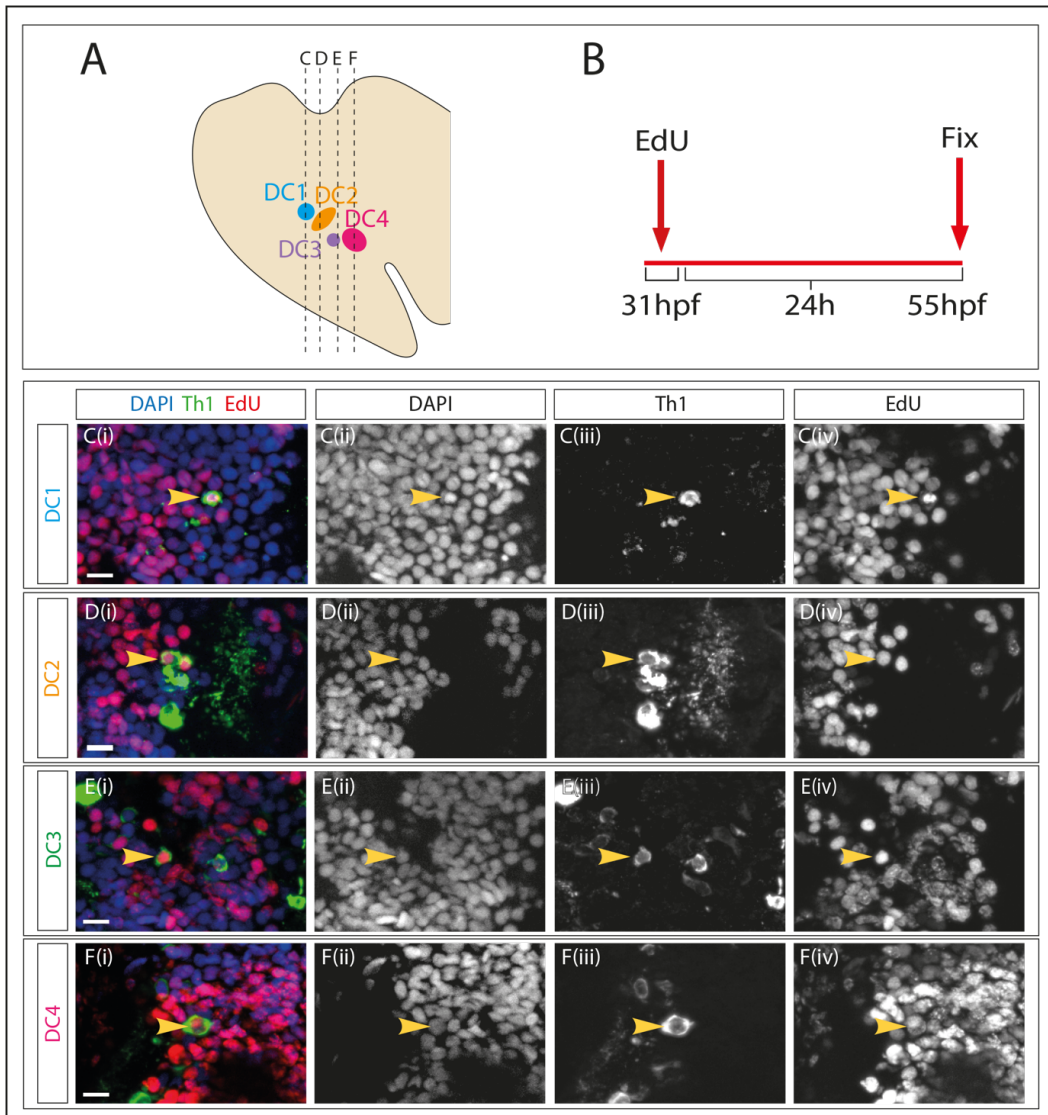 A
B
C D E F
DC1
DC2
DC4
DC3
EdU
Fix
31hpf
24h
55hpf
DAPI Th1 EdU
DAPI
Th1
EdU
DC1
C(i)
C(ii)
C(iii)
C(iv)
DC2
D(i)
D(ii)
D(iii)
D(iv)
DC3
E(i)
E(ii)
E(iii)
E(iv)
DC4
F(i)
F(ii)
F(iii)
F(iv)